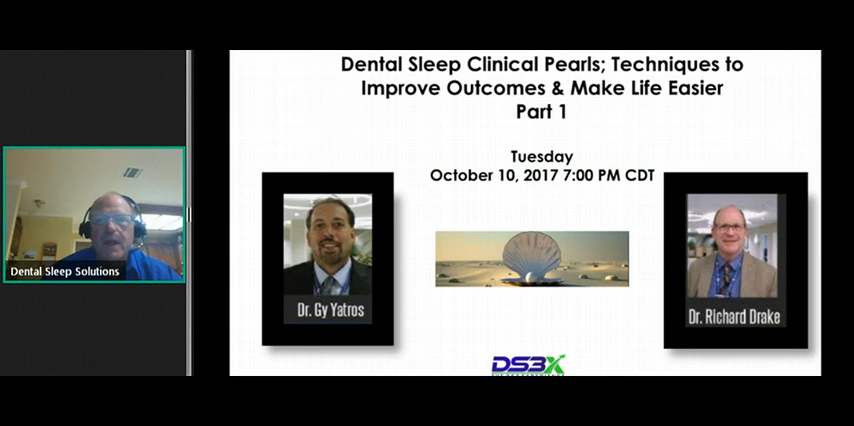 Dental Sleep Clinical Pearls; Techniques to
Improve Outcomes & Make Life Easier
Part 1
Tuesday
October 10, 2017 7:00 PM CDT
Dental Sleep Solutions
Dr. Gy Yatros
Dr. Richard Drake
DS3X